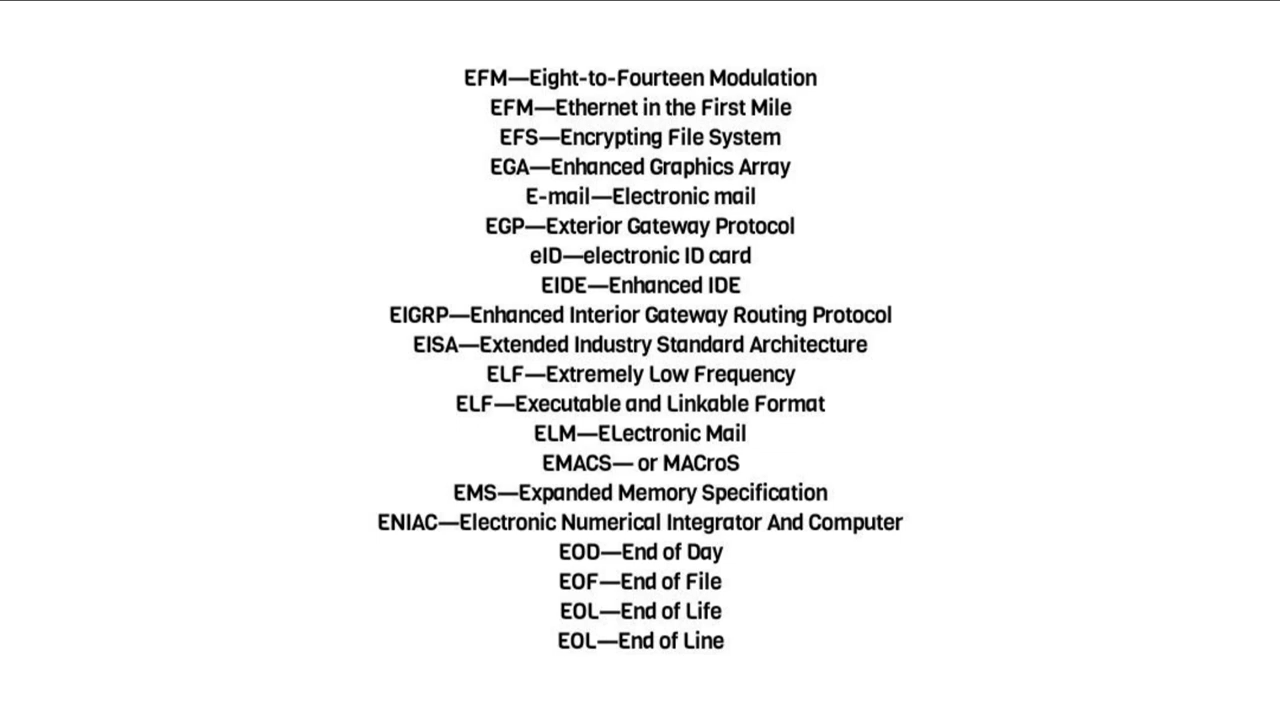 EFM—Eight-to-Fourteen Modulation
EFM—Ethernet in the First Mile
EFS—Encrypting File System
EGA—Enhanced Graphics Array
E-mail—Electronic mail
EGP—Exterior Gateway Protocol
eID—electronic ID card
EIDE—Enhanced IDE
EIGRP—Enhanced Interior Gateway Routing Protocol
EISA—Extended Industry Standard Architecture
ELF—Extremely Low Frequency
ELF—Executable and Linkable Format
ELM—ELectronic Mail
EMACS— or MACroS
EMS—Expanded Memory Specification
ENIAC—Electronic Numerical Integrator And Computer
EOD—End of Day
EOF—End of File
EOL—End of Life
EOL—End of Line